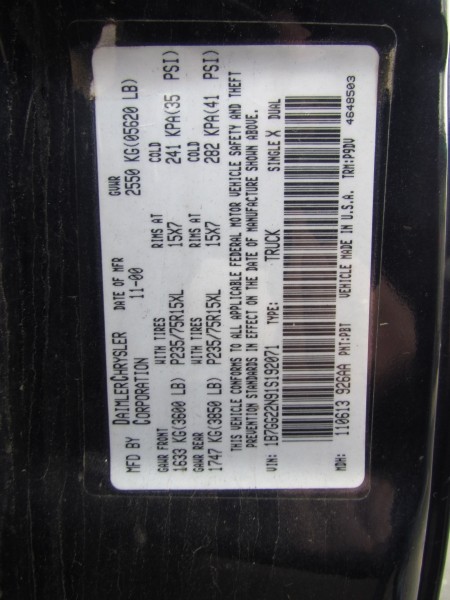 MFD BY DAIMLERCHRYSLER CORPORATION DATE OF MFR 11-00 GVWR 2550 KG(05620 LB)
GAWR FRONT WITH TIRES RIMS AT COLD
1633 KG(3600 LB) P235/75R15XL 15X7 241 KPA(35 PSI)
GAWR REAR WITH TIRES RIMS AT COLD
1747 KG(3850 LB) P235/75R15XL 15X7 282 KPA(41 PSI)
THIS VEHICLE CONFORMS TO ALL APPLICABLE FEDERAL MOTOR VEHICLE SAFETY AND THEFT
PREVENTION STANDARDS IN EFFECT ON THE DATE OF MANUFACTURE SHOWN ABOVE.
VIN: 1B7GG22N91S192071 TYPE: TRUCK SINGLE X DUAL
MDH: 110613 926AA PNT:PBT VEHICLE MADE IN U.S.A. TRM:P9DV 4648503